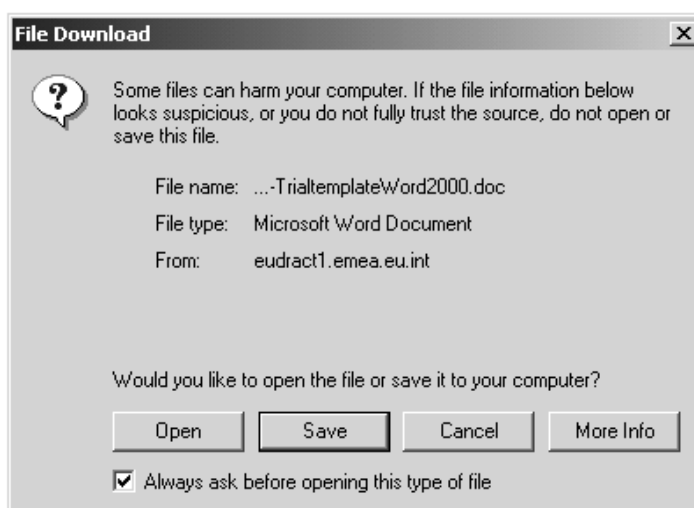 File Download
Some files can harm your computer. If the file information below
looks suspicious, or you do not fully trust the source, do not open or
save this file.
File name: ...-TrialtemplateWord2000.doc
File type: Microsoft Word Document
From: eudract1.emea.eu.int
Would you like to open the file or save it to your computer?
Open Save Cancel More Info
Always ask before opening this type of file